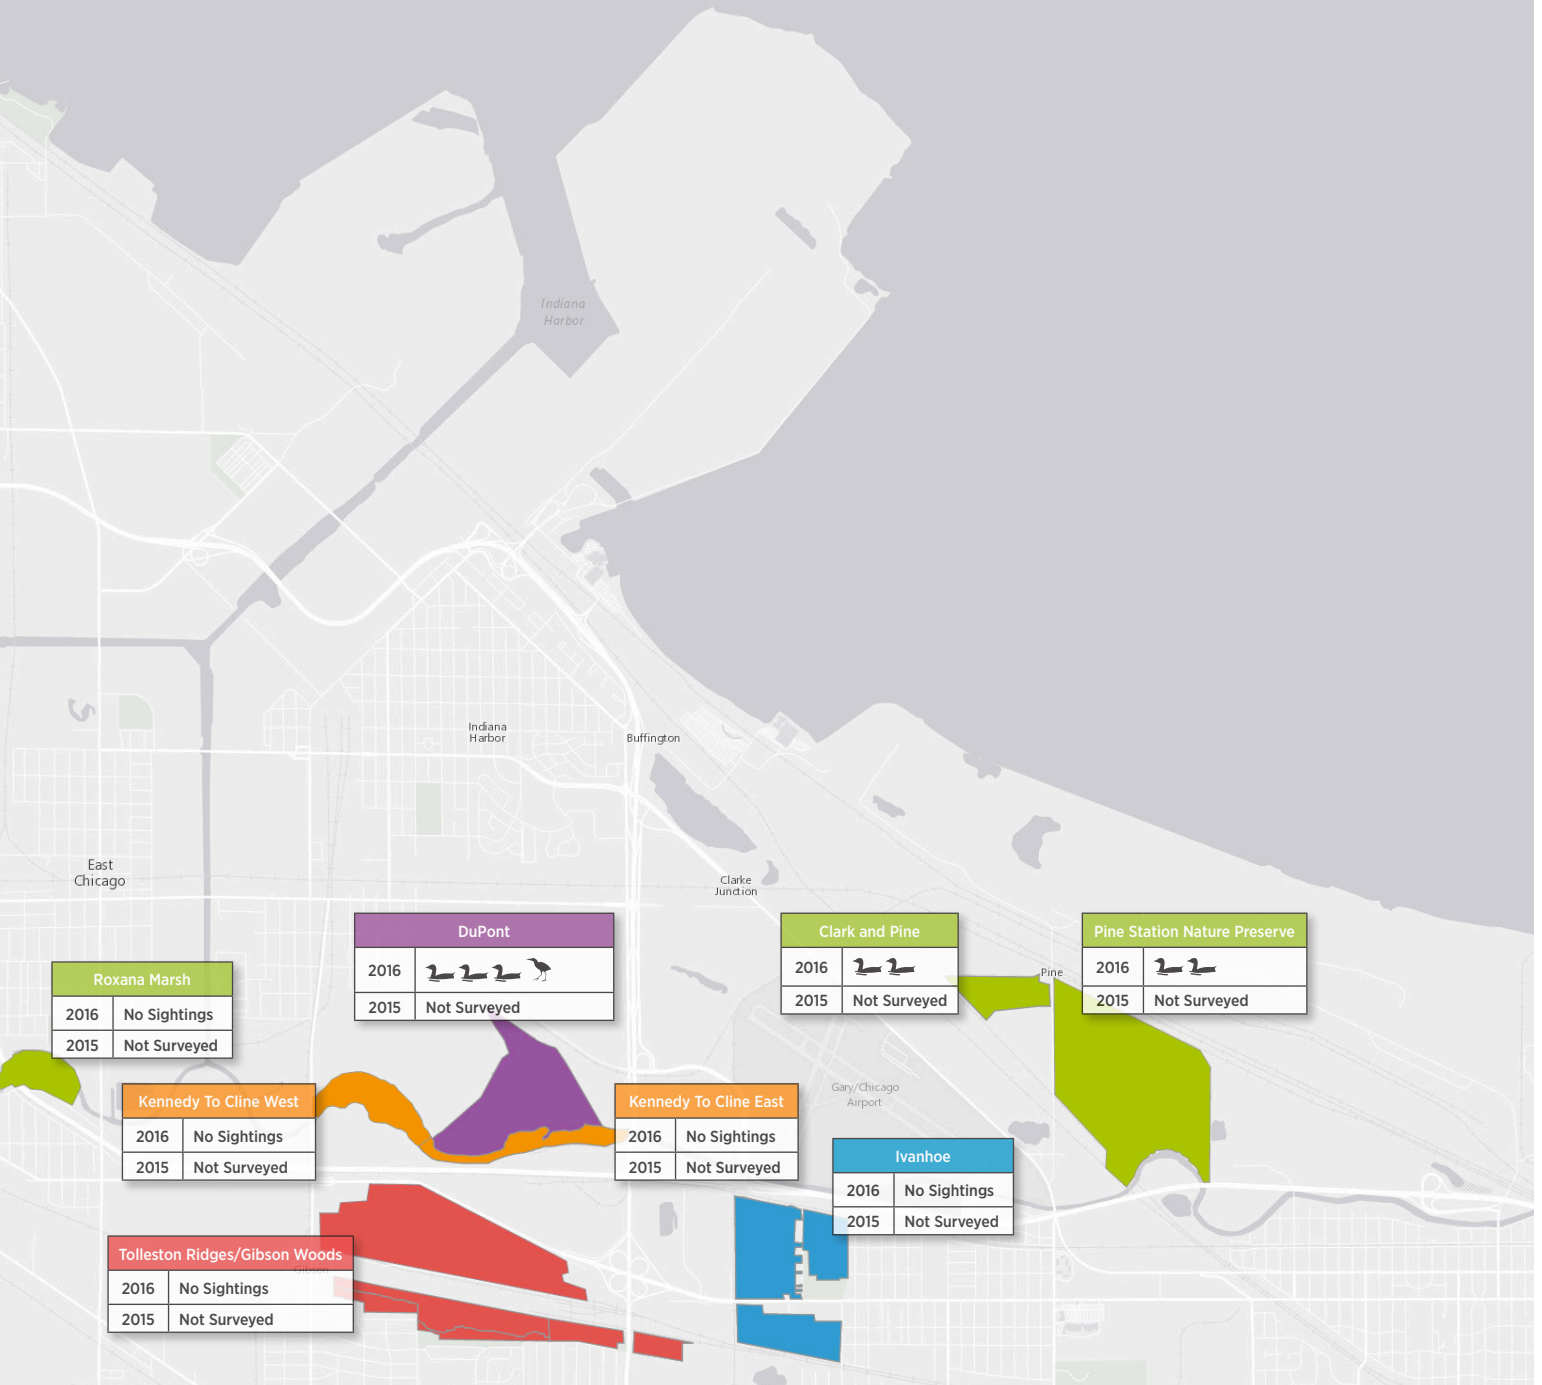 Indiana
Harbor
Indiana
Harbor
Buffington
East
Chicago
Clarke
Junction
DuPont
2016
2015 Not Surveyed
Clark and Pine
2016
2015 Not Surveyed
Pine
Pine Station Nature Preserve
2016
2015 Not Surveyed
Roxana Marsh
2016 No Sightings
2015 Not Surveyed
Kennedy To Cline West
2016 No Sightings
2015 Not Surveyed
Kennedy To Cline East
2016 No Sightings
2015 Not Surveyed
Gary/Chicago
Airport
Ivanhoe
2016 No Sightings
2015 Not Surveyed
Tolleston Ridges/Gibson Woods
Gibson
2016 No Sightings
2015 Not Surveyed